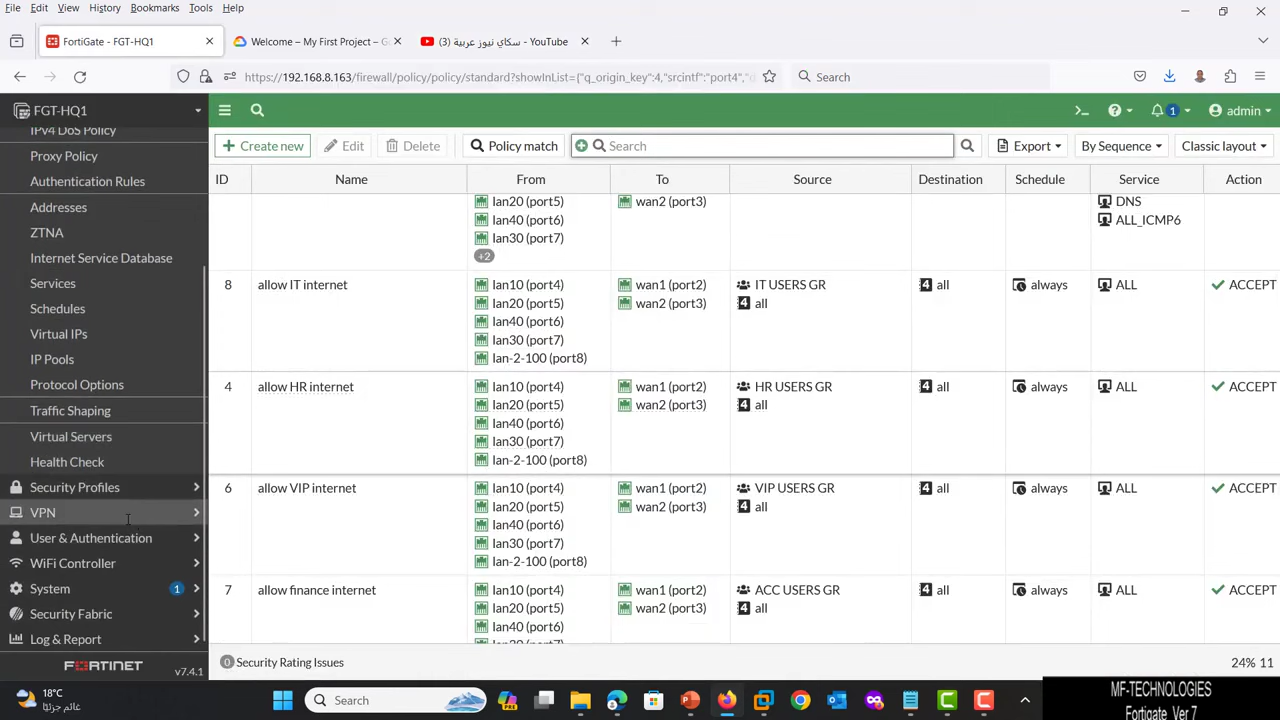 File Edit View History Bookmarks Tools Help
FortiGate - FGT-HQ1
Welcome – My First Project – G
(3) سكاي نيوز عربية - YouTube
https://192.168.8.163/firewall/policy/policy/standard?showInList={"q_origin_key":4,"srcintf":"port4","d
Search
FGT-HQ1
admin
1
IPv4 DoS Policy
Proxy Policy
Authentication Rules
Addresses
ZTNA
Internet Service Database
Services
Schedules
Virtual IPs
IP Pools
Protocol Options
Traffic Shaping
Virtual Servers
Health Check
Security Profiles
VPN
User & Authentication
WiFi Controller
System 1
Security Fabric
Log & Report
FORTINET v7.4.1
Create new Edit Delete Policy match Search Export By Sequence Classic layout
ID Name From To Source Destination Schedule Service Action
lan20 (port5) wan2 (port3) DNS
lan40 (port6) ALL_ICMP6
lan30 (port7)
+2
8 allow IT internet lan10 (port4) wan1 (port2) IT USERS GR 4 all always ALL ACCEPT
lan20 (port5) wan2 (port3) 4 all
lan40 (port6)
lan30 (port7)
lan-2-100 (port8)
4 allow HR internet lan10 (port4) wan1 (port2) HR USERS GR 4 all always ALL ACCEPT
lan20 (port5) wan2 (port3) 4 all
lan40 (port6)
lan30 (port7)
lan-2-100 (port8)
6 allow VIP internet lan10 (port4) wan1 (port2) VIP USERS GR 4 all always ALL ACCEPT
lan20 (port5) wan2 (port3) 4 all
lan40 (port6)
lan30 (port7)
lan-2-100 (port8)
7 allow finance internet lan10 (port4) wan1 (port2) ACC USERS GR 4 all always ALL ACCEPT
lan20 (port5) wan2 (port3) 4 all
lan40 (port6)
0 Security Rating Issues 24% 11
18°C
غائم جزئيًا
Search
MF-TECHNOLOGIES
Fortigate Ver 7